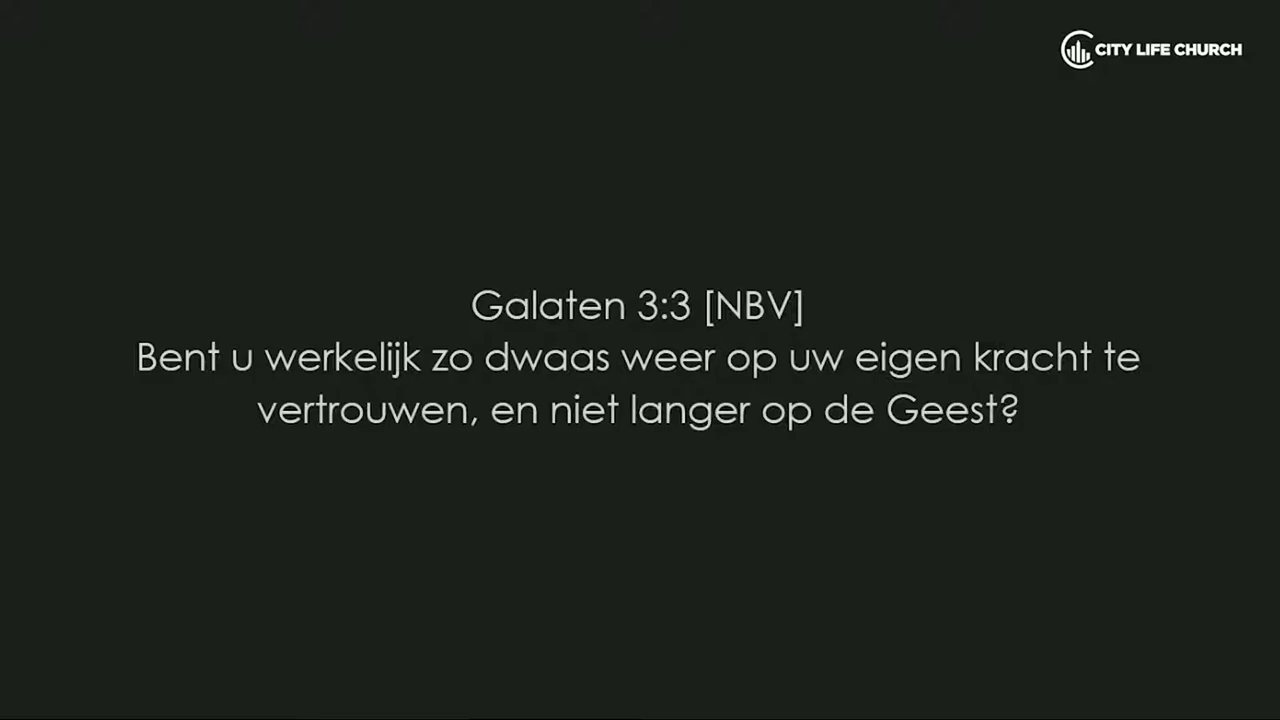 CITY LIFE CHURCH
Galaten 3:3 [NBV]
Bent u werkelijk zo dwaas weer op uw eigen kracht te
vertrouwen, en niet langer op de Geest?